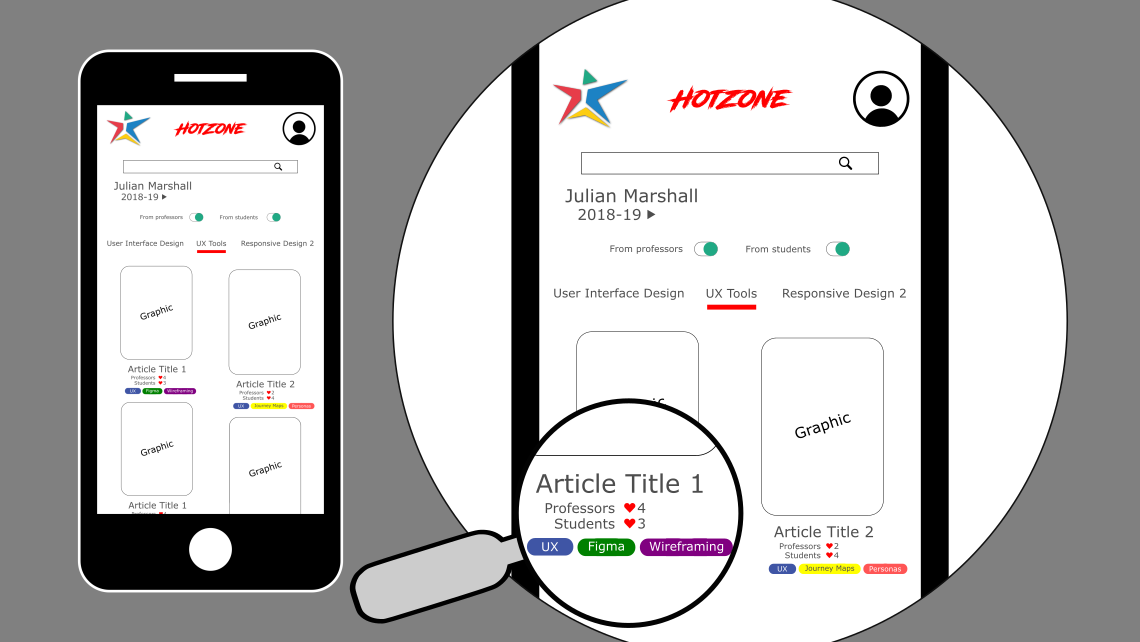 HOTZONE
Julian Marshall
2018-19
From professors From students
User Interface Design UX Tools Responsive Design 2
Graphic
Graphic
Article Title 1
Professors 4
Students 3
UX Figma Wireframing
Article Title 2
Professors 2
Students 4
UX Journey Maps Personas
Graphic
Graphic
Article Title 1
HOTZONE
Julian Marshall
2018-19
From professors From students
User Interface Design UX Tools Responsive Design 2
Graphic
Article Title 1
Professors 4
Students 3
UX Figma Wireframing
Article Title 2
Professors 2
Students 4
UX Journey Maps Personas